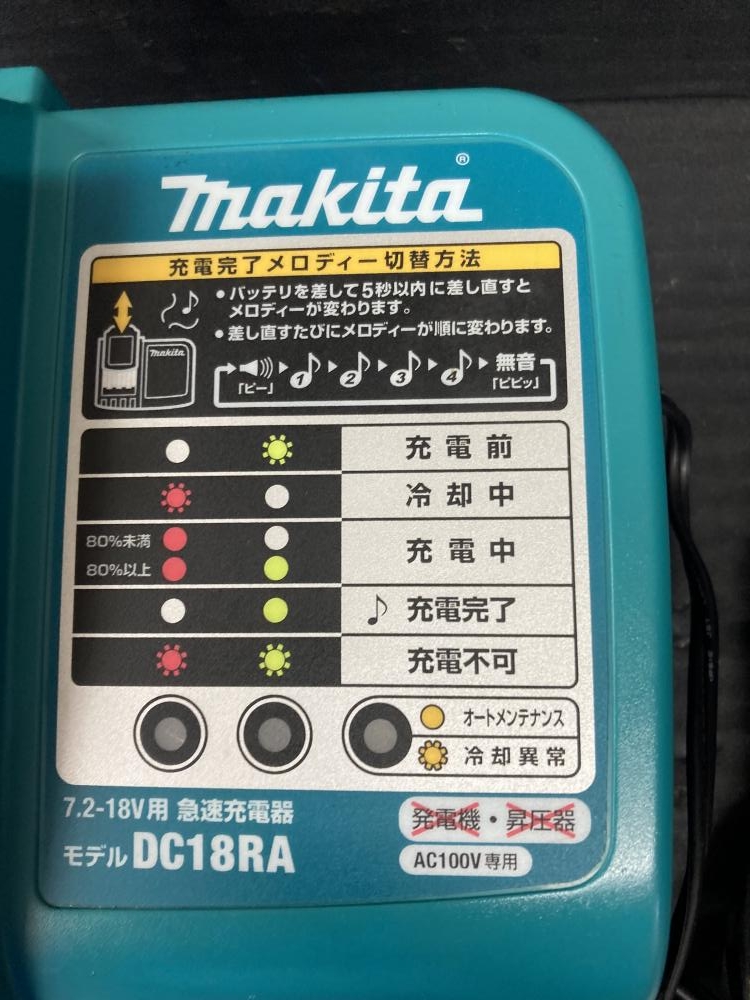 makita®
充電完了メロディー切替方法
•バッテリを差して5秒以内に差し直すと
メロディーが変わります。
•差し直すたびにメロディーが順に変わります。
makita
1 2 3 4 無音
「ピー」 「ピピッ」
充電前
冷却中
80%未満
充電中
80%以上
♪ 充電完了
充電不可
オートメンテナンス
冷却異常
7.2-18V用 急速充電器
発電機・昇圧器
モデル DC18RA
AC100V専用